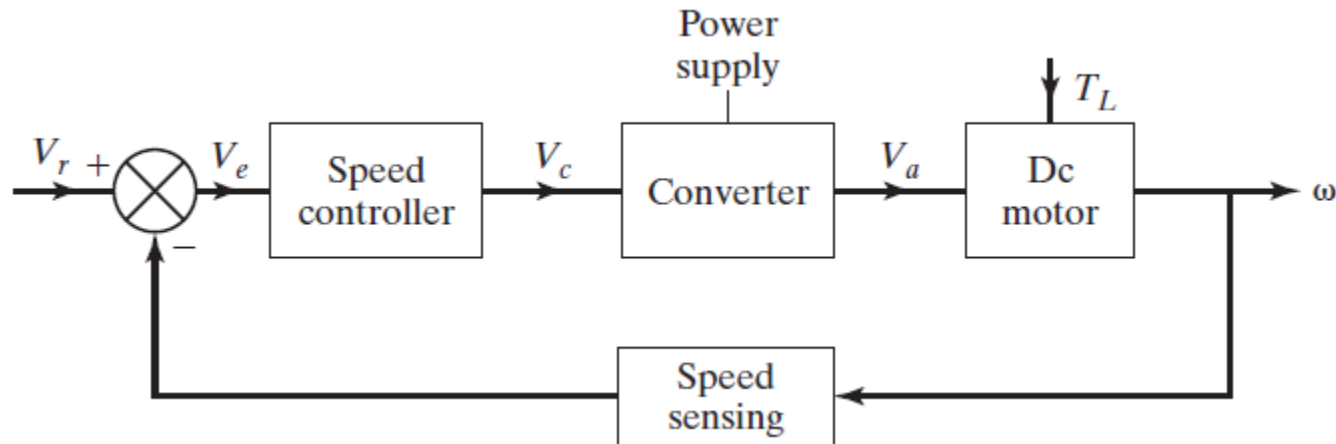 Power
supply
T_L
V_r + V_e Speed controller V_c Converter V_a Dc motor ω
−
Speed
sensing